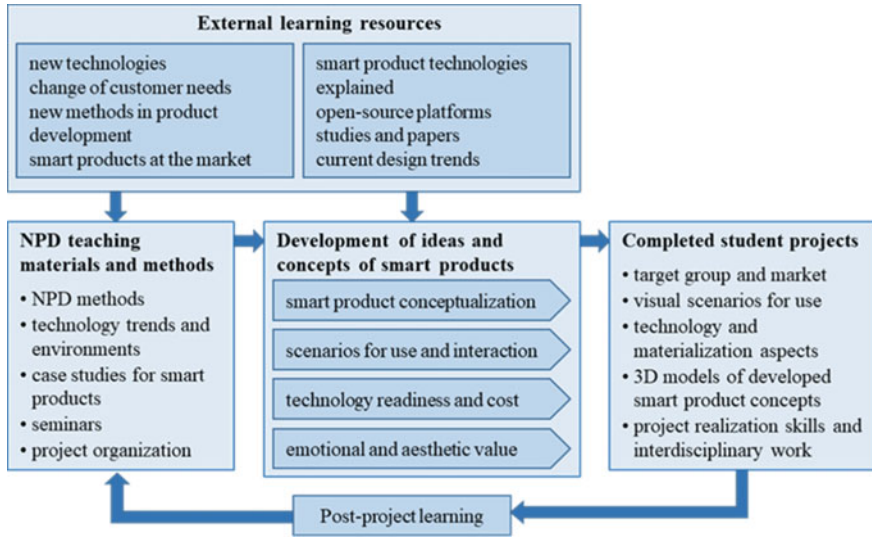 External learning resources
new technologies
change of customer needs
new methods in product
development
smart products at the market
smart product technologies
explained
open-source platforms
studies and papers
current design trends
NPD teaching
materials and methods
• NPD methods
• technology trends and
environments
• case studies for smart
products
• seminars
• project organization
Development of ideas and
concepts of smart products
smart product conceptualization
scenarios for use and interaction
technology readiness and cost
emotional and aesthetic value
Completed student projects
• target group and market
• visual scenarios for use
• technology and
materialization aspects
• 3D models of developed
smart product concepts
• project realization skills and
interdisciplinary work
Post-project learning